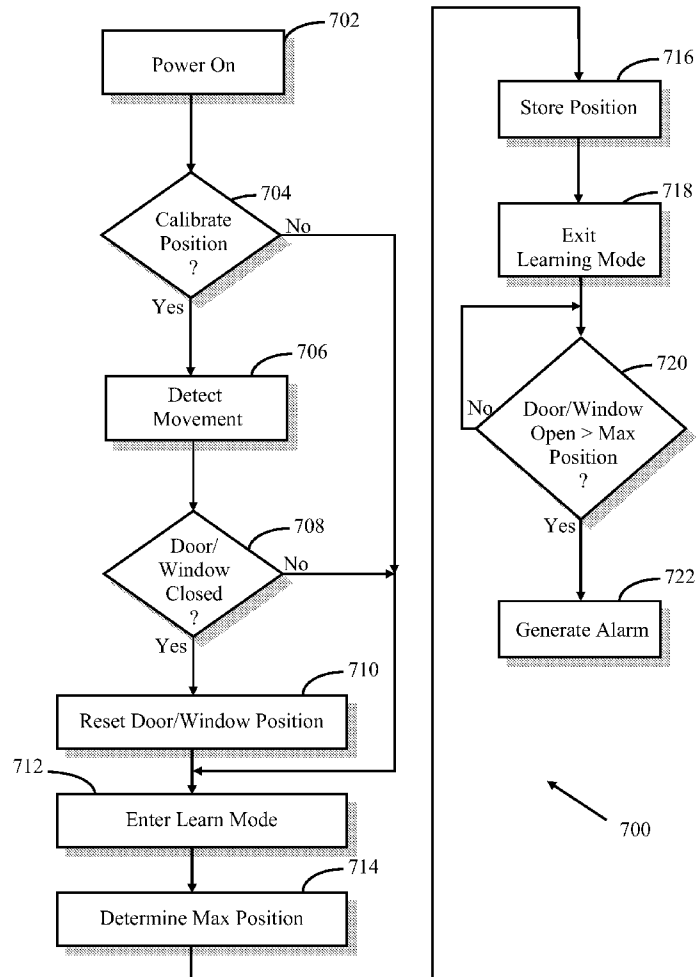 702
Power On
704
Calibrate
Position
?
No
Yes
706
Detect
Movement
708
Door/
Window
Closed
?
No
Yes
710
Reset Door/Window Position
712
Enter Learn Mode
714
Determine Max Position
716
Store Position
718
Exit
Learning Mode
720
No
Door/Window
Open > Max
Position
?
Yes
722
Generate Alarm
700